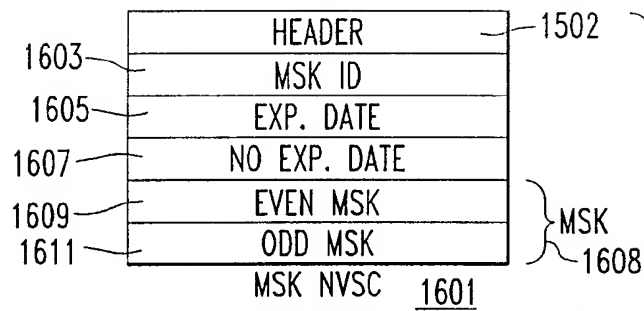 HEADER 1502
1603 MSK ID
1605 EXP. DATE
1607 NO EXP. DATE
1609 EVEN MSK
1611 ODD MSK
MSK
1608
MSK NVSC 1601